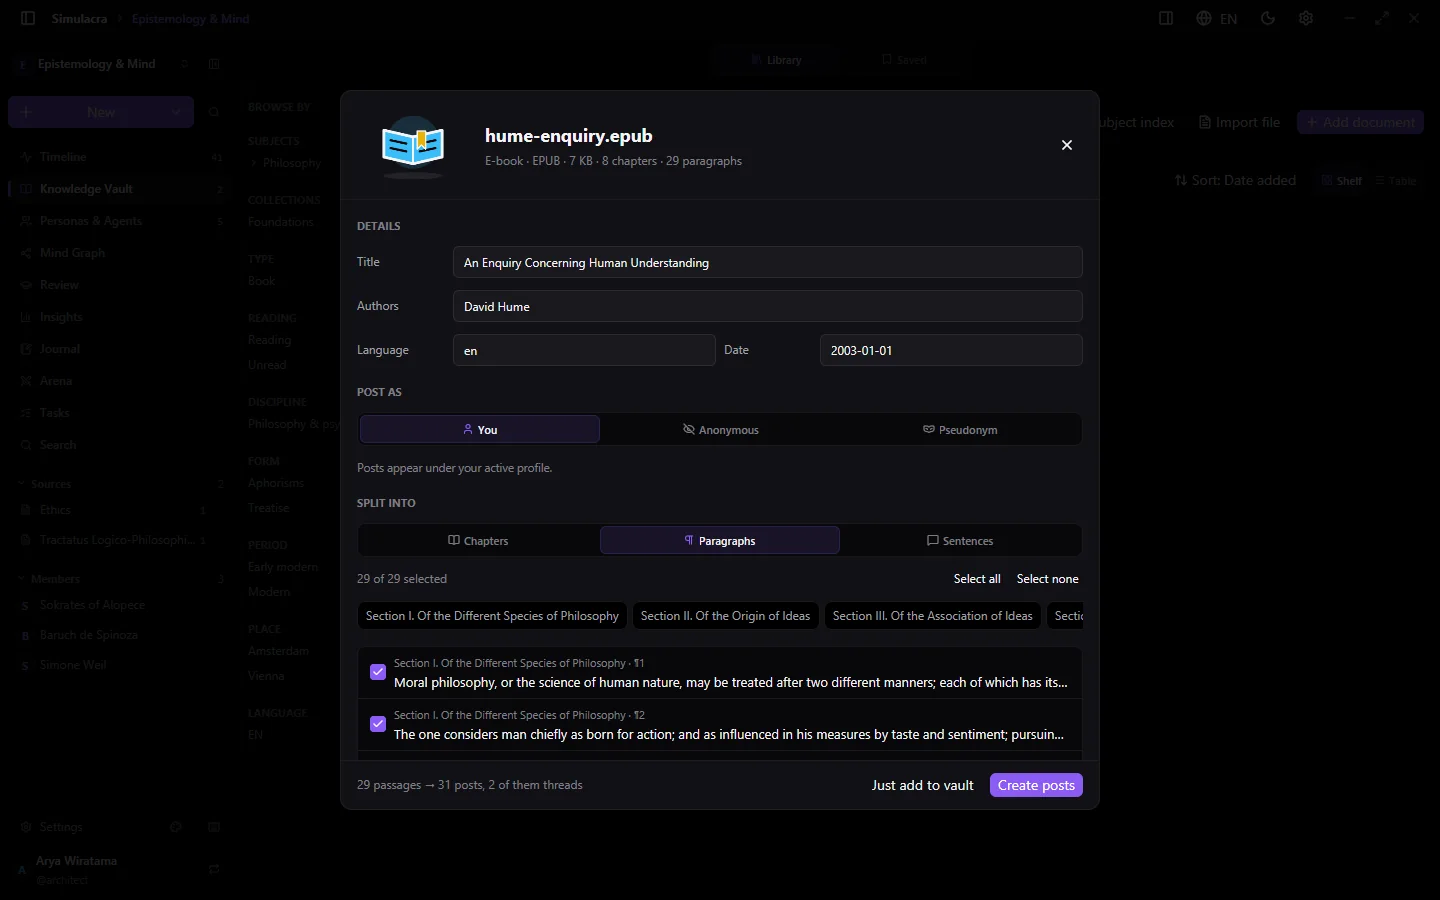 Simulacra > Epistemology & Mind
EN
E Epistemology & Mind
Library
Saved
New
Timeline 41
Knowledge Vault 2
Personas & Agents 5
Mind Graph
Review
Insights
Journal
Arena
Tasks
Search
Sources 2
Ethics 1
Tractatus Logico-Philosophi... 1
Members 3
S Sokrates of Alopece
B Baruch de Spinoza
S Simone Weil
Settings
A Arya Wiratama
@architect
BROWSE BY
SUBJECTS
> Philosophy
COLLECTIONS
Foundations
TYPE
Book
READING
Reading
Unread
DISCIPLINE
Philosophy & psy
FORM
Aphorisms
Treatise
PERIOD
Early modern
Modern
PLACE
Amsterdam
Vienna
LANGUAGE
EN
ubject index
Import file
+ Add document
Sort: Date added
Shelf
Table
hume-enquiry.epub
E-book · EPUB · 7 KB · 8 chapters · 29 paragraphs
DETAILS
Title An Enquiry Concerning Human Understanding
Authors David Hume
Language en Date 2003-01-01
POST AS
You
Anonymous
Pseudonym
Posts appear under your active profile.
SPLIT INTO
Chapters
¶ Paragraphs
Sentences
29 of 29 selected
Select all
Select none
Section I. Of the Different Species of Philosophy
Section II. Of the Origin of Ideas
Section III. Of the Association of Ideas
Sectio
Section I. Of the Different Species of Philosophy · ¶1
Moral philosophy, or the science of human nature, may be treated after two different manners; each of which has its...
Section I. Of the Different Species of Philosophy · ¶2
The one considers man chiefly as born for action; and as influenced in his measures by taste and sentiment; pursuin...
29 passages → 31 posts, 2 of them threads
Just add to vault
Create posts